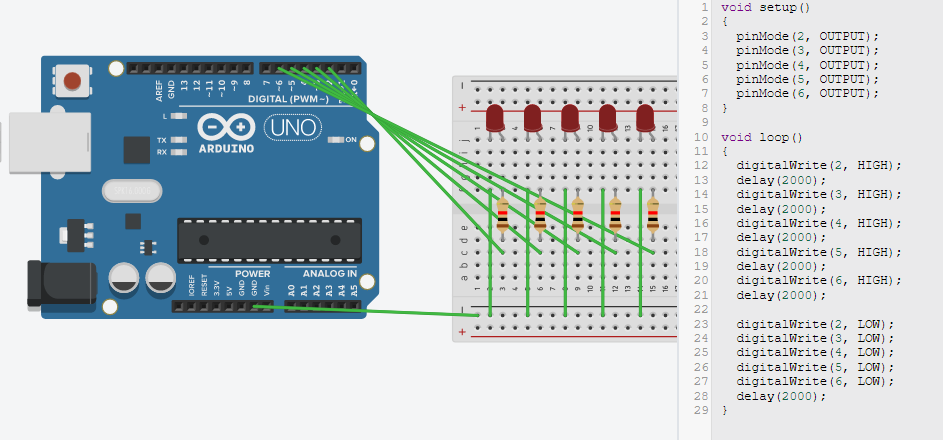 AREF
GND
13
12
~11
~10
~9
8
7
~6
~5
4
~3
2
DIGITAL (PWM~)
L
TX
RX
UNO
ON
ARDUINO
POWER
ANALOG IN
IOREF
RESET
3.3V
5V
GND
GND
Vin
A0
A1
A2
A3
A4
A5
a b c d e
1 void setup()
2 {
3 pinMode(2, OUTPUT);
4 pinMode(3, OUTPUT);
5 pinMode(4, OUTPUT);
6 pinMode(5, OUTPUT);
7 pinMode(6, OUTPUT);
8 }
9
10 void loop()
11 {
12 digitalWrite(2, HIGH);
13 delay(2000);
14 digitalWrite(3, HIGH);
15 delay(2000);
16 digitalWrite(4, HIGH);
17 delay(2000);
18 digitalWrite(5, HIGH);
19 delay(2000);
20 digitalWrite(6, HIGH);
21 delay(2000);
22
23 digitalWrite(2, LOW);
24 digitalWrite(3, LOW);
25 digitalWrite(4, LOW);
26 digitalWrite(5, LOW);
27 digitalWrite(6, LOW);
28 delay(2000);
29 }